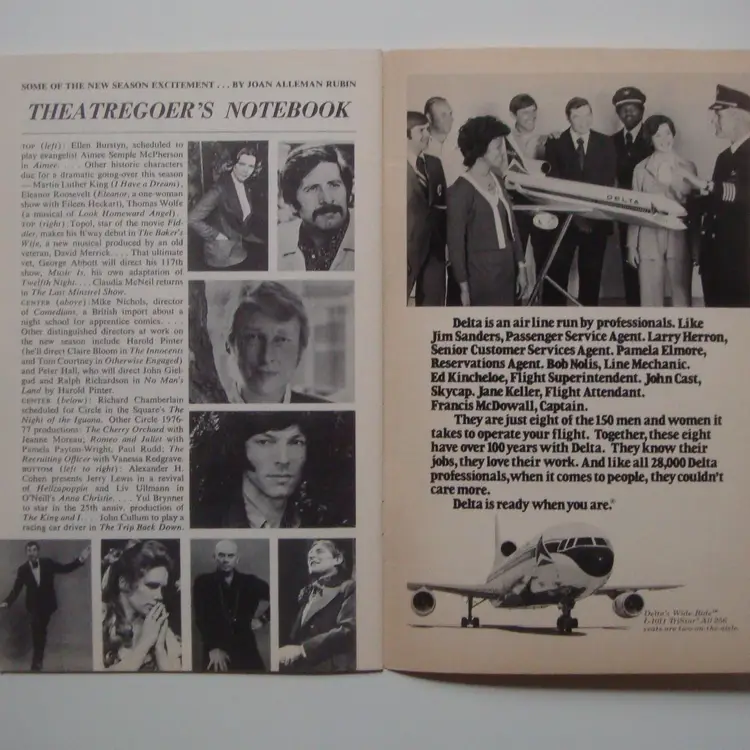 SOME OF THE NEW SEASON EXCITEMENT . . . BY JOAN ALLEMAN RUBIN
THEATREGOER'S NOTEBOOK
TOP (left): Ellen Burstyn, scheduled to
play evangelist Aimee Semple McPherson
in Aimee. . . . Other historic characters
due for a dramatic going-over this season
— Martin Luther King (I Have a Dream),
Eleanor Roosevelt (Eleanor, a one-woman
show with Eileen Heckart), Thomas Wolfe
(a musical of Look Homeward Angel).
TOP (right): Topol, star of the movie Fid-
dler, makes his B'way debut in The Baker's
Wife, a new musical produced by an old
veteran, David Merrick. . . . That ultimate
vet, George Abbott will direct his 117th
show, Music Is, his own adaptation of
Twelfth Night. . . . Claudia McNeil returns
in The Last Minstrel Show.
CENTER (above): Mike Nichols, director
of Comedians, a British import about a
night school for apprentice comics. . . .
Other distinguished directors at work on
the new season include Harold Pinter
(he'll direct Claire Bloom in The Innocents
and Tom Courtney in Otherwise Engaged)
and Peter Hall, who will direct John Giel-
gud and Ralph Richardson in No Man's
Land by Harold Pinter.
CENTER (below): Richard Chamberlain
scheduled for Circle in the Square's The
Night of the Iguana. Other Circle 1976-
77 productions: The Cherry Orchard with
Jeanne Moreau, Romeo and Juliet with
Pamela Payton-Wright, Paul Rudd; The
Recruiting Officer with Vanessa Redgrave.
BOTTOM (left to right): Alexander H.
Cohen presents Jerry Lewis in a revival
of Hellzapoppin and Liv Ullmann in
O'Neill's Anna Christie. . . . Yul Brynner
to star in the 25th anniv. production of
The King and I. . . . John Cullum to play a
racing car driver in The Trip Back Down.
DELTA
Delta is an air line run by professionals. Like
Jim Sanders, Passenger Service Agent. Larry Herron,
Senior Customer Services Agent. Pamela Elmore,
Reservations Agent. Bob Nolis, Line Mechanic.
Ed Kincheloe, Flight Superintendent. John Cast,
Skycap. Jane Keller, Flight Attendant.
Francis McDowall, Captain.
They are just eight of the 150 men and women it
takes to operate your flight. Together, these eight
have over 100 years with Delta. They know their
jobs, they love their work. And like all 28,000 Delta
professionals, when it comes to people, they couldn't
care more.
Delta is ready when you are.®
Delta's Wide-Ride™
L-1011 TriStar. All 256
seats are two-on-the-aisle.